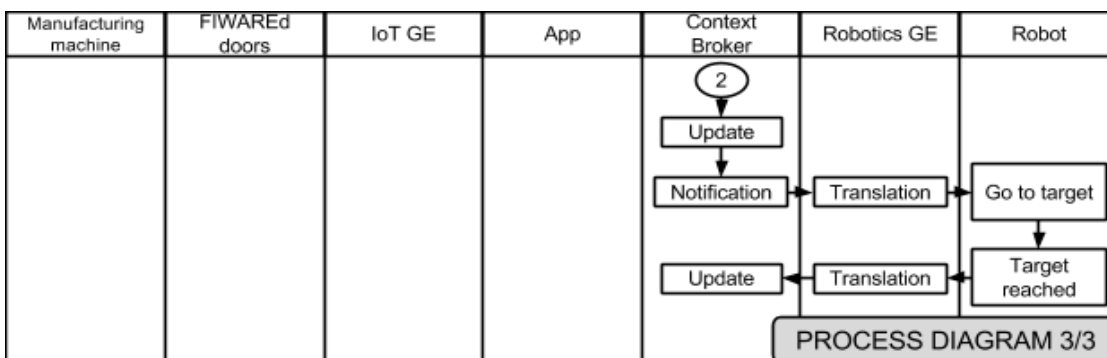 Manufacturing
machine
FIWAREd
doors
IoT GE
App
Context
Broker
Robotics GE
Robot
2
Update
Notification
Translation
Go to target
Update
Translation
Target
reached
PROCESS DIAGRAM 3/3